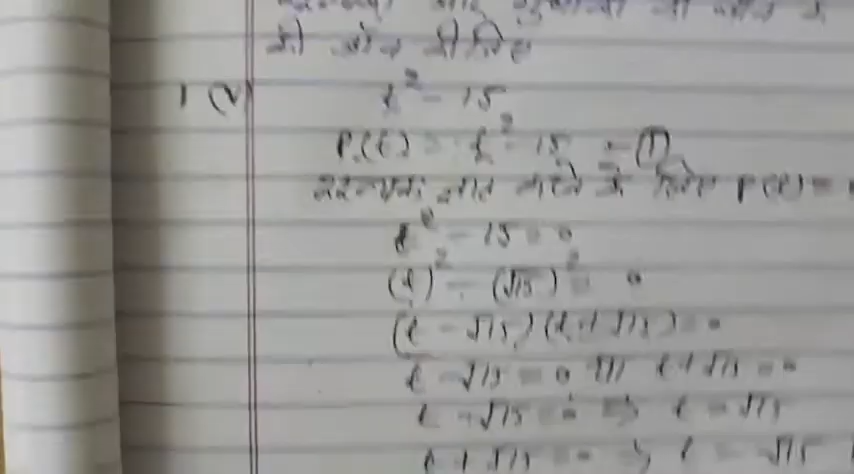 की जाँच कीजिए
1 (V) t² - 15
P(t) = t² - 15 - (1)
शून्यक ज्ञात करने के लिए P(t) = 0
t² - 15 = 0
(t)² - (√15)² = 0
(t - √15) (t + √15) = 0
t - √15 = 0 या t + √15 = 0
t - √15 = 0 ⇒ t = √15
t + √15 = 0 ⇒ t = - √15